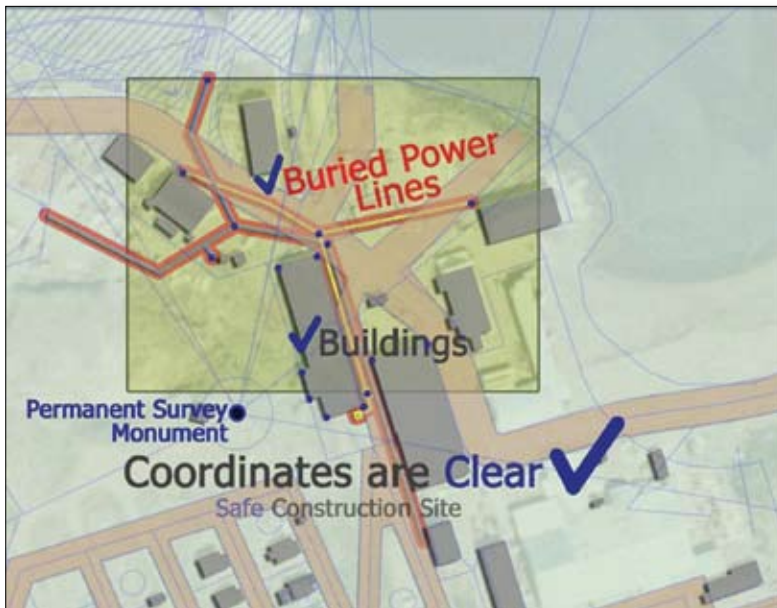 Buried Power
Lines
Buildings
Permanent Survey
Monument
Coordinates are Clear
Safe Construction Site